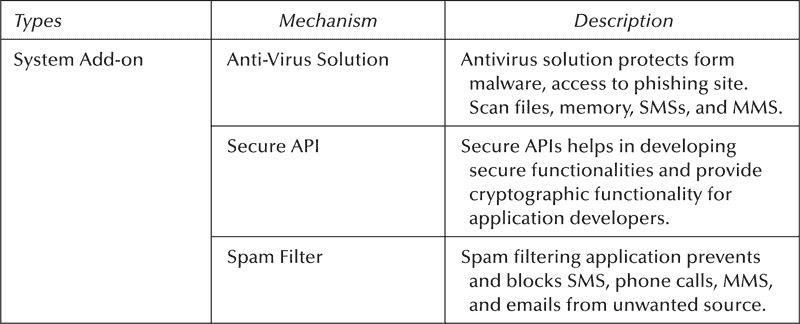 Types Mechanism Description
System Add-on Anti-Virus Solution Antivirus solution protects form
malware, access to phishing site.
Scan files, memory, SMSs, and MMS.
Secure API Secure APIs helps in developing
secure functionalities and provide
cryptographic functionality for
application developers.
Spam Filter Spam filtering application prevents
and blocks SMS, phone calls, MMS,
and emails from unwanted source.